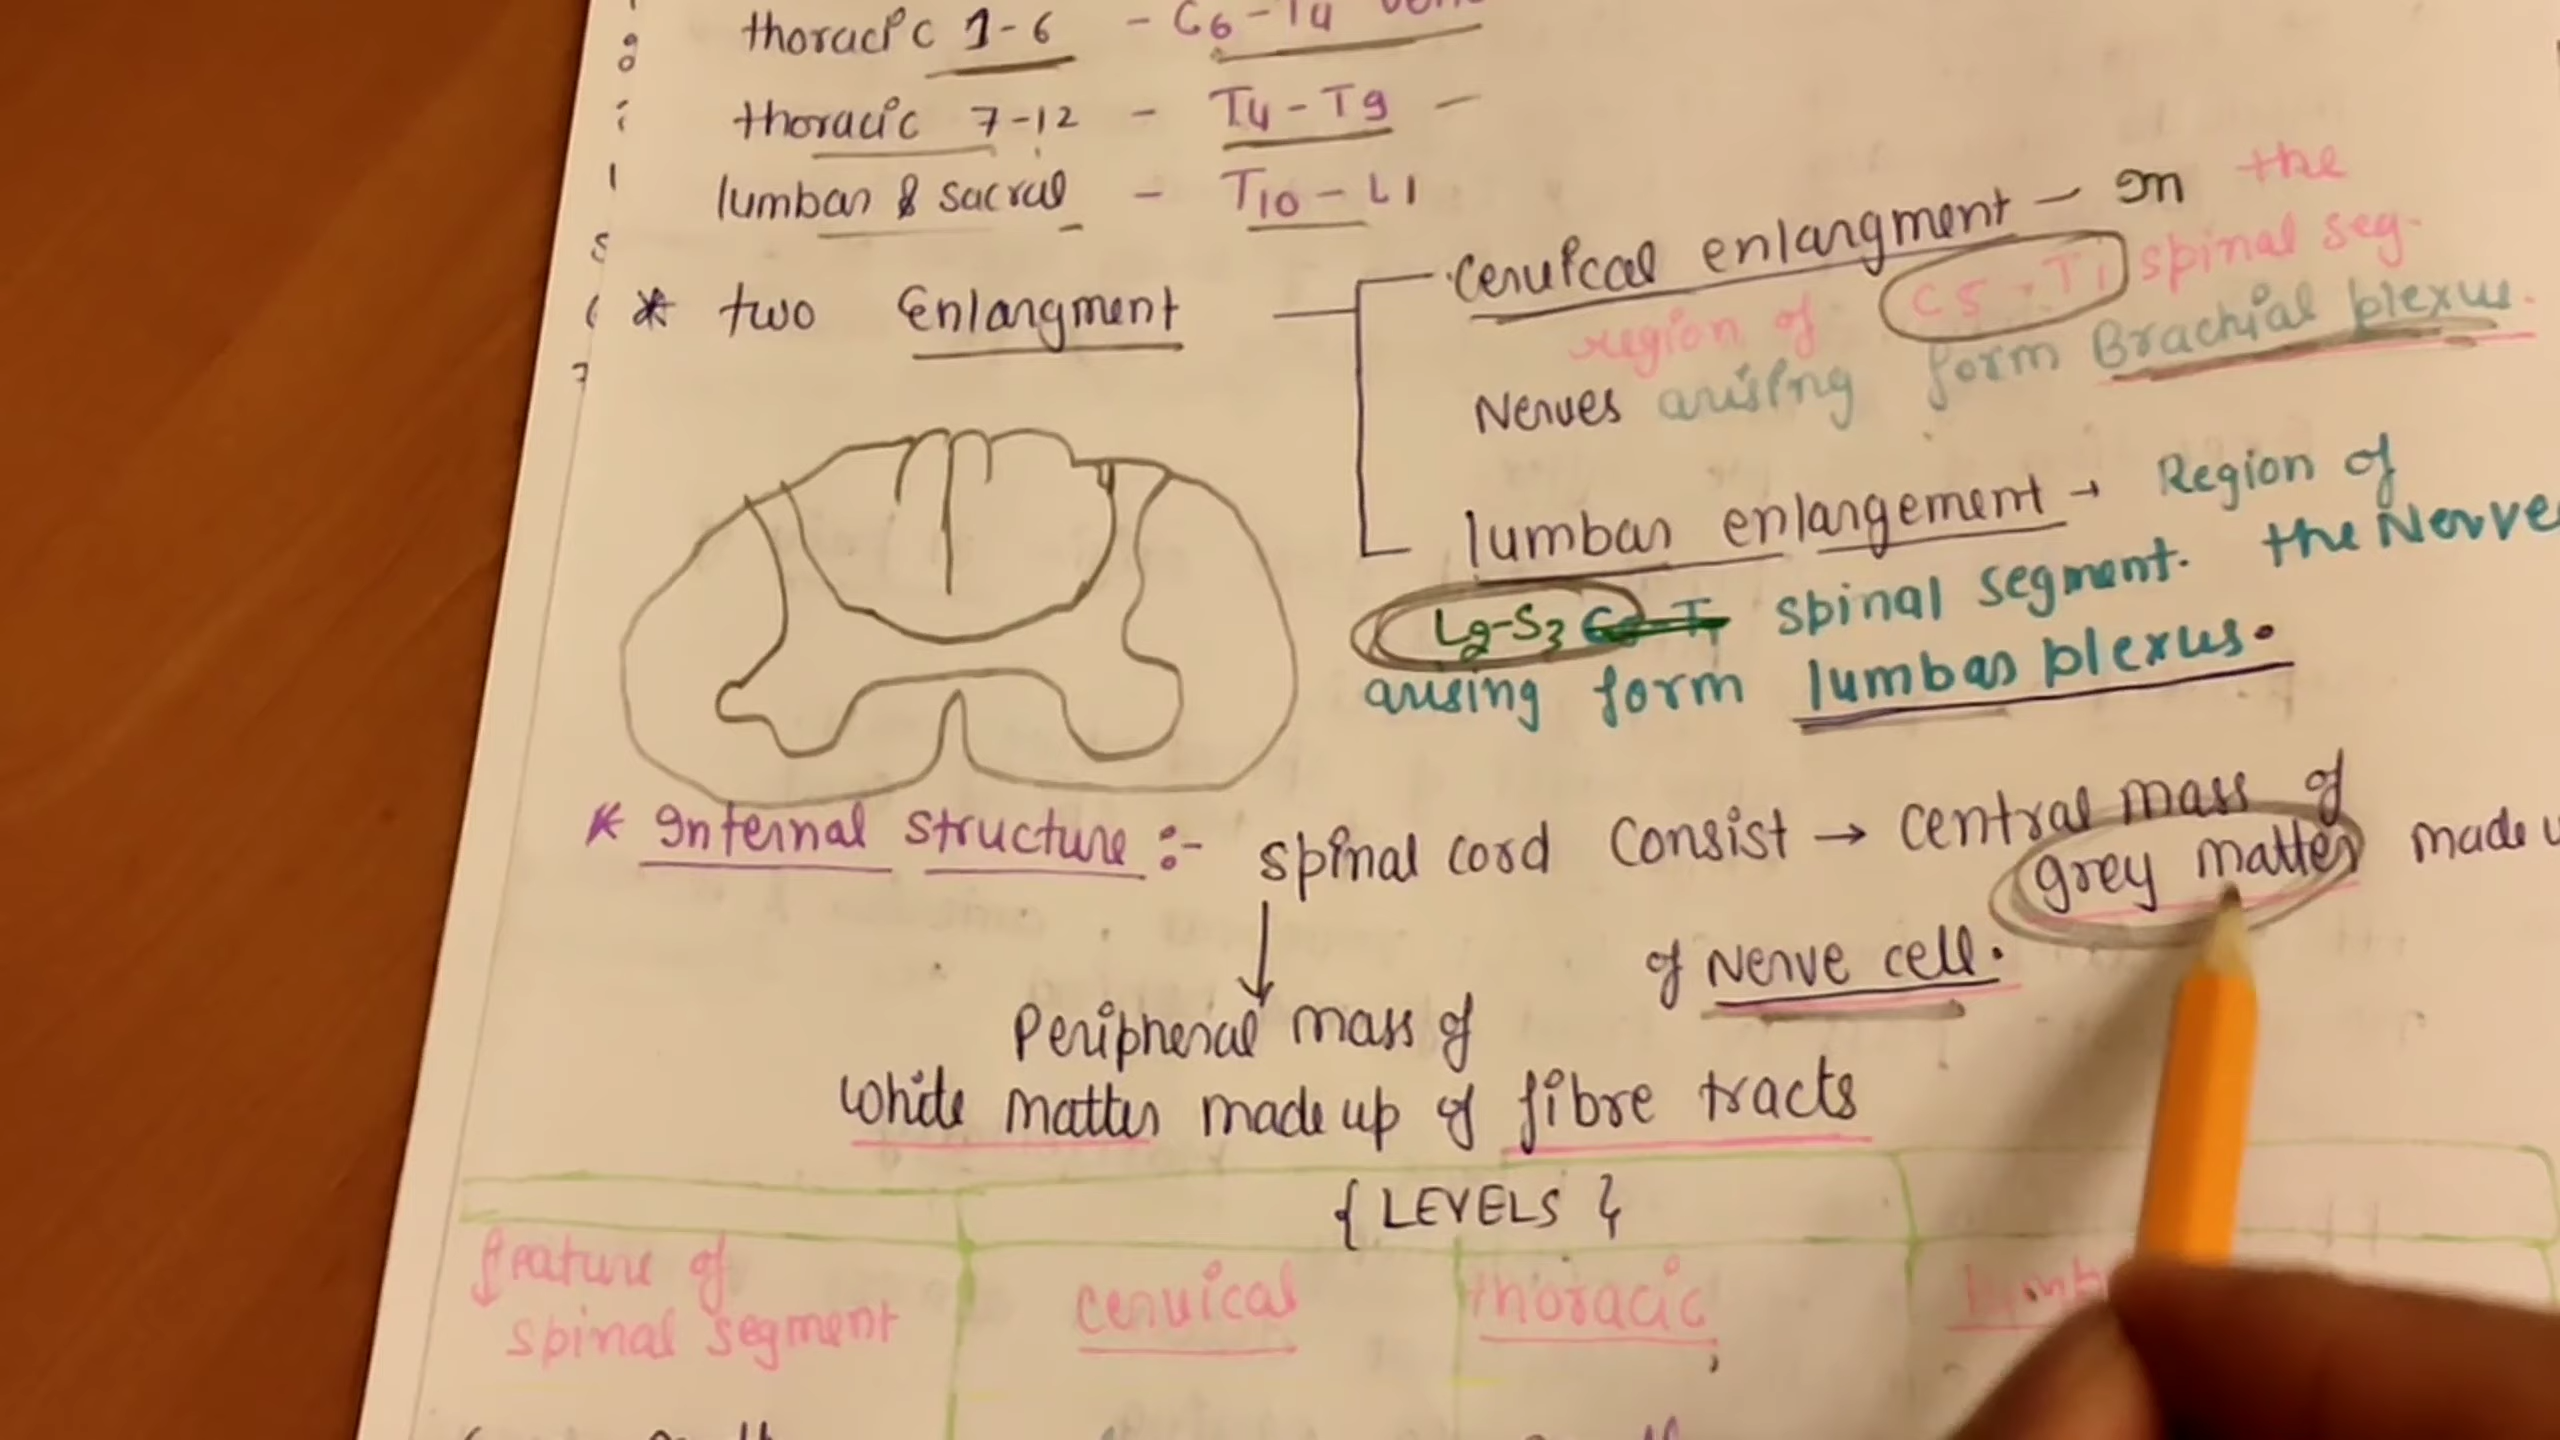 thoracic 1-6 - C6-T4
thoracic 7-12 - T4-T9 -
lumbar & sacral - T10-L1
* two Enlargment
cervical enlargment - In the
region of C5-T1 spinal seg.
Nerves arising form Brachial plexus.
lumbar enlargement → Region of
L2-S3 spinal segment. the Nerve
arising form lumbar plexus.
* Internal structure :- spinal cord Consist → Central mass of
grey matter made
of Nerve cell.
Peripheral mass of
white matter made up of fibre tracts
{ LEVELS }
feature of
spinal segment
cervical
thoracic